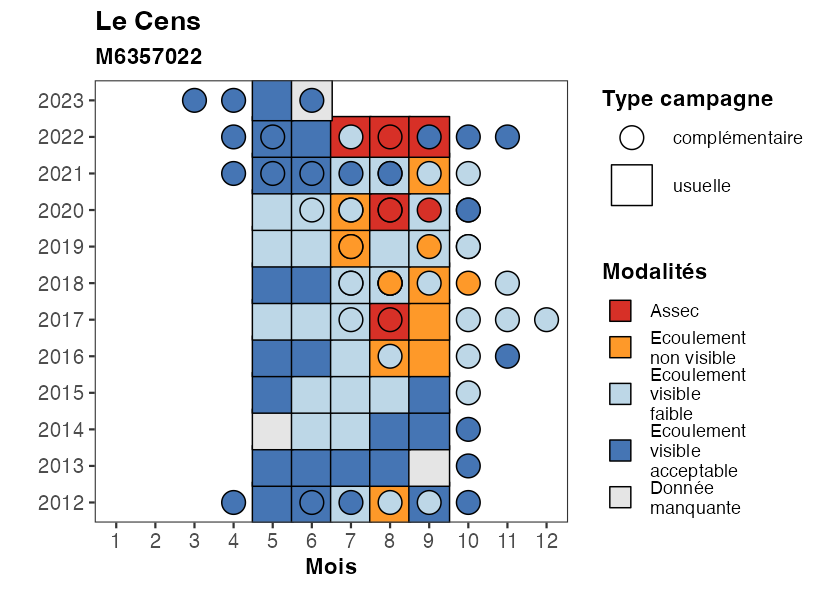 Le Cens
M6357022
2023
2022
2021
2020
2019
2018
2017
2016
2015
2014
2013
2012
1 2 3 4 5 6 7 8 9 10 11 12
Mois
Type campagne
complémentaire
usuelle
Modalités
Assec
Ecoulement
non visible
Ecoulement
visible
faible
Ecoulement
visible
acceptable
Donnée
manquante